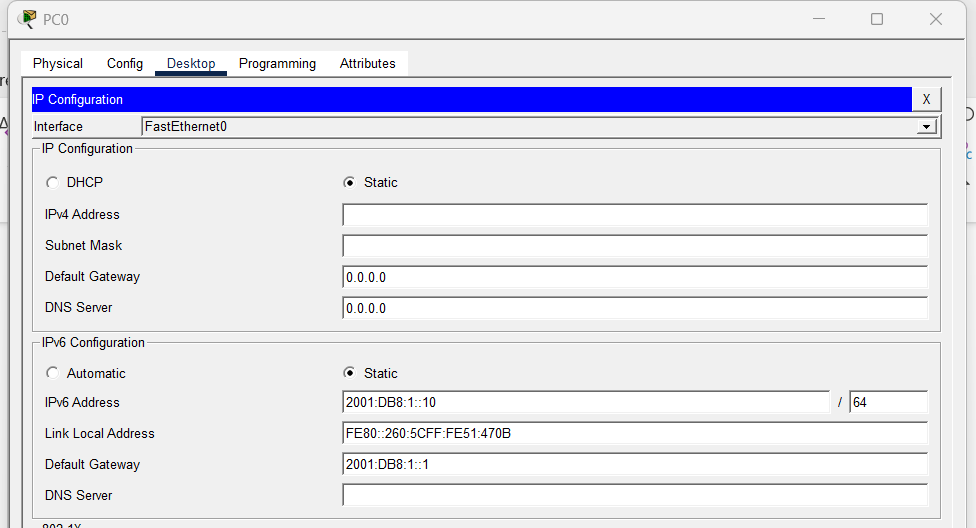 PC0
Physical Config Desktop Programming Attributes
IP Configuration X
Interface FastEthernet0
IP Configuration
DHCP Static
IPv4 Address
Subnet Mask
Default Gateway 0.0.0.0
DNS Server 0.0.0.0
IPv6 Configuration
Automatic Static
IPv6 Address 2001:DB8:1::10 / 64
Link Local Address FE80::260:5CFF:FE51:470B
Default Gateway 2001:DB8:1::1
DNS Server
802.1X